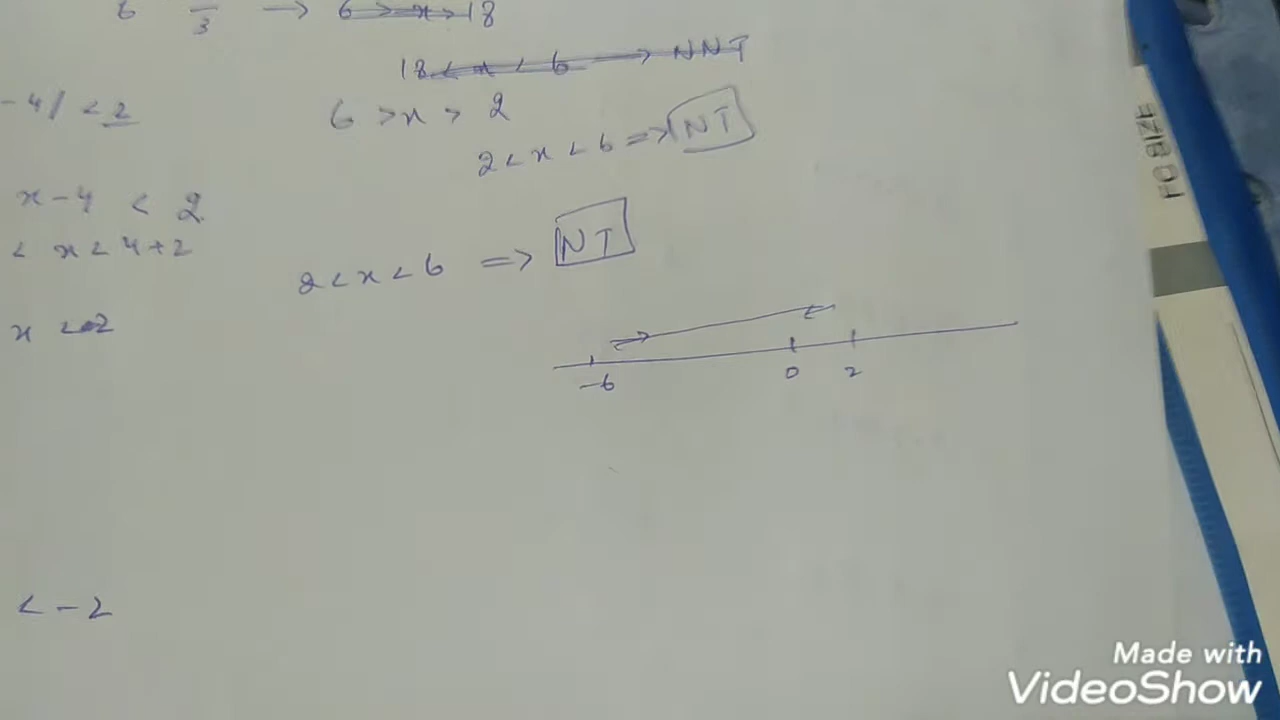 6 — 3 → 6 > x > 18
18 < x < 6 → NNT
-4| < 2
6 > x > 2
2 < x < 6 ⇒ NT
x - 4 < 2
< x < 4+2
2 < x < 6 ⇒ NT
x < -2
-6 0 2
< -2
FO SIZE
Made with
VideoShow